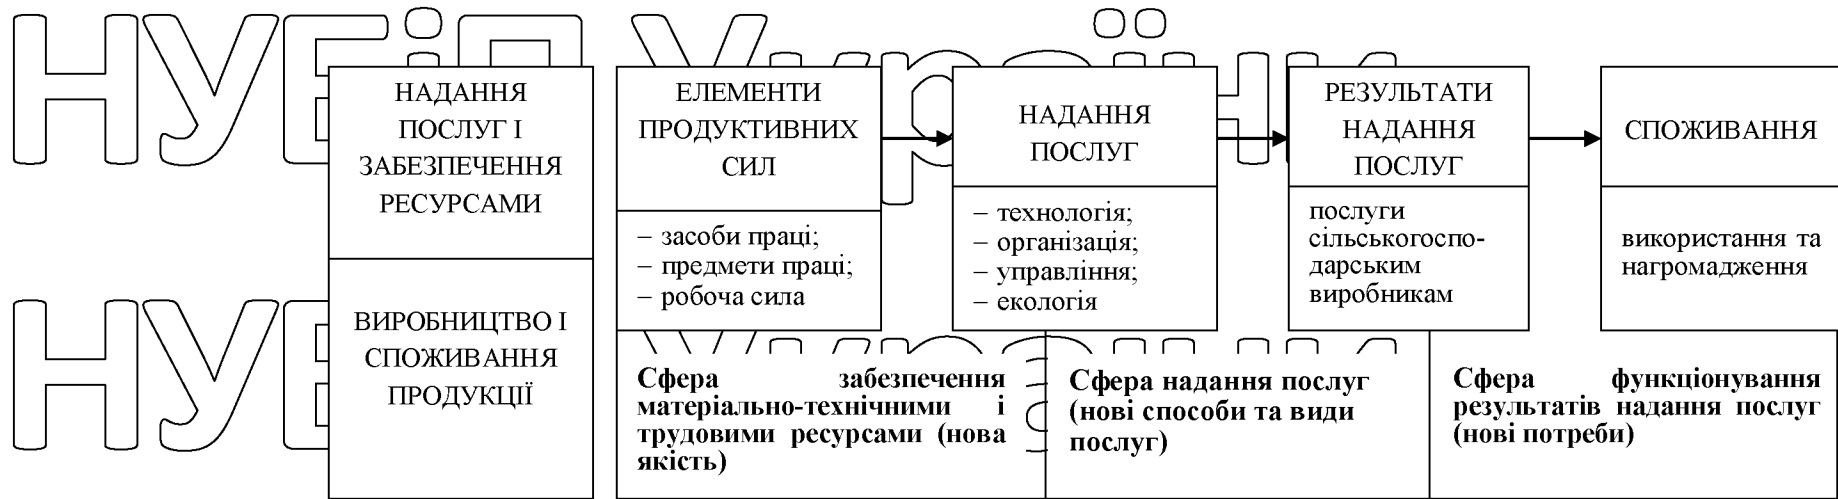 НУБіП України
НАДАННЯ
ПОСЛУГ І
ЗАБЕЗПЕЧЕННЯ
РЕСУРСАМИ
ВИРОБНИЦТВО І
СПОЖИВАННЯ
ПРОДУКЦІЇ
ЕЛЕМЕНТИ
ПРОДУКТИВНИХ
СИЛ
– засоби праці;
– предмети праці;
– робоча сила
НАДАННЯ
ПОСЛУГ
– технологія;
– організація;
– управління;
– екологія
РЕЗУЛЬТАТИ
НАДАННЯ
ПОСЛУГ
послуги
сільськогоспо-
дарським
виробникам
СПОЖИВАННЯ
використання та
нагромадження
Сфера забезпечення
матеріально-технічними і
трудовими ресурсами (нова
якість)
Сфера надання послуг
(нові способи та види
послуг)
Сфера функціонування
результатів надання послуг
(нові потреби)